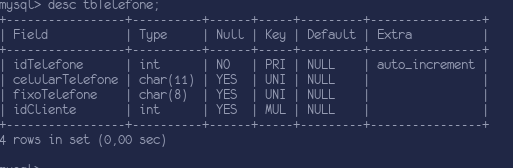 mysql> desc tbTelefone;
+------------------+----------+------+-----+---------+----------------+
| Field            | Type     | Null | Key | Default | Extra          |
+------------------+----------+------+-----+---------+----------------+
| idTelefone       | int      | NO   | PRI | NULL    | auto_increment |
| celularTelefone  | char(11) | YES  | UNI | NULL    |                |
| fixoTelefone     | char(8)  | YES  | UNI | NULL    |                |
| idCliente        | int      | YES  | MUL | NULL    |                |
+------------------+----------+------+-----+---------+----------------+
4 rows in set (0,00 sec)
mysql>